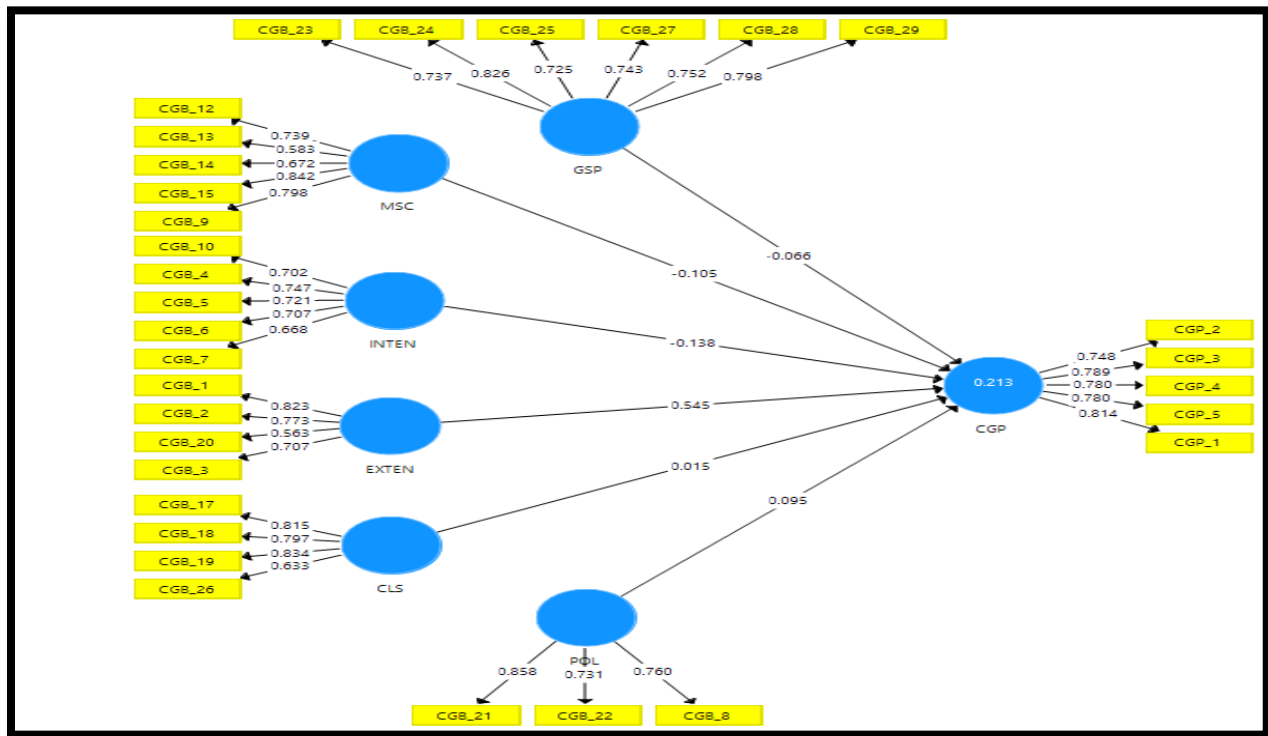 CGB_23 CGB_24 CGB_25 CGB_27 CGB_28 CGB_29
0.737 0.826 0.725 0.743 0.752 0.798
GSP
CGB_12
CGB_13
CGB_14
CGB_15
CGB_9
0.739
0.583
0.672
0.842
0.798
MSC
-0.066
-0.105
CGB_10
CGB_4
CGB_5
CGB_6
CGB_7
0.702
0.747
0.721
0.707
0.668
INTEN
-0.138
CGB_1
CGB_2
CGB_20
CGB_3
0.823
0.773
0.563
0.707
EXTEN
0.545
0.213
CGP
0.748
0.789
0.780
0.780
0.814
CGP_2
CGP_3
CGP_4
CGP_5
CGP_1
CGB_17
CGB_18
CGB_19
CGB_26
0.815
0.797
0.834
0.633
CLS
0.015
0.095
POL
0.858 0.731 0.760
CGB_21 CGB_22 CGB_8